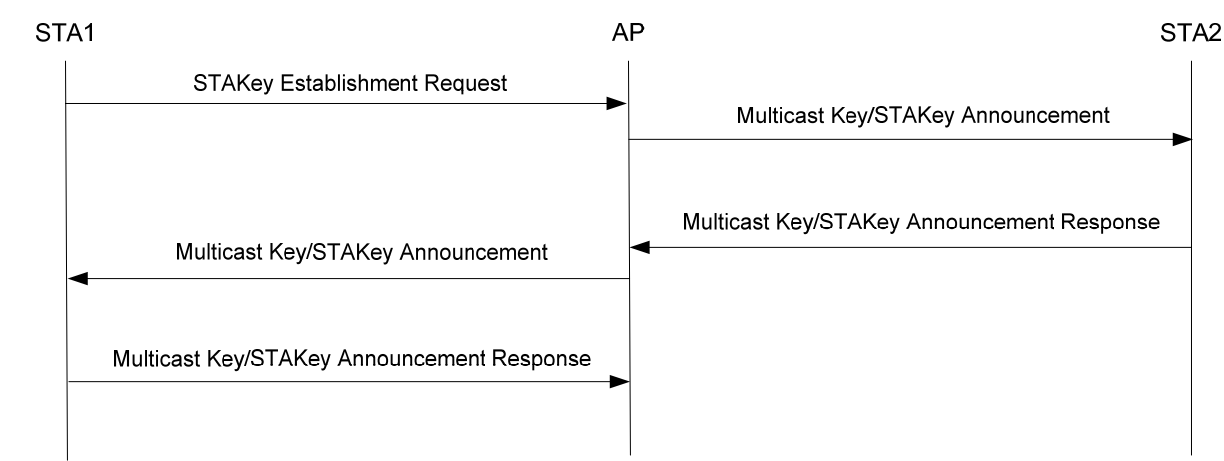 STA1
AP
STA2
STAKey Establishment Request
Multicast Key/STAKey Announcement
Multicast Key/STAKey Announcement Response
Multicast Key/STAKey Announcement
Multicast Key/STAKey Announcement Response